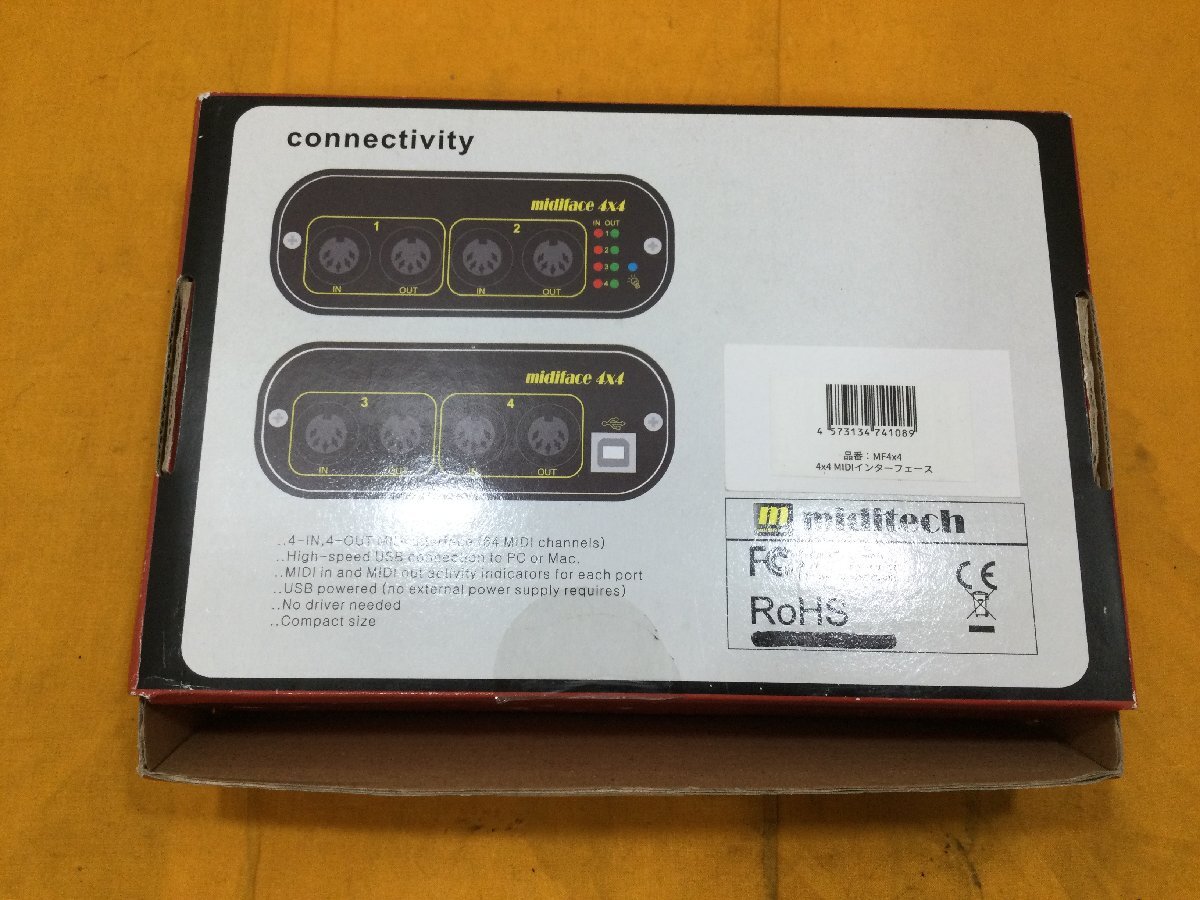 connectivity
midiface 4x4
IN OUT
1
2
1
2
3
4
IN
OUT
IN
OUT
midiface 4x4
3
4
IN
OUT
IN
OUT
4 573134 741089
品番：MF4x4
4x4 MIDIインターフェース
m miditech
FC
CE
RoHS
..4-IN,4-OUT MIDI interface (64 MIDI channels)
..High-speed USB connection to PC or Mac.
..MIDI in and MIDI out activity indicators for each port
..USB powered (no external power supply requires)
..No driver needed
..Compact size